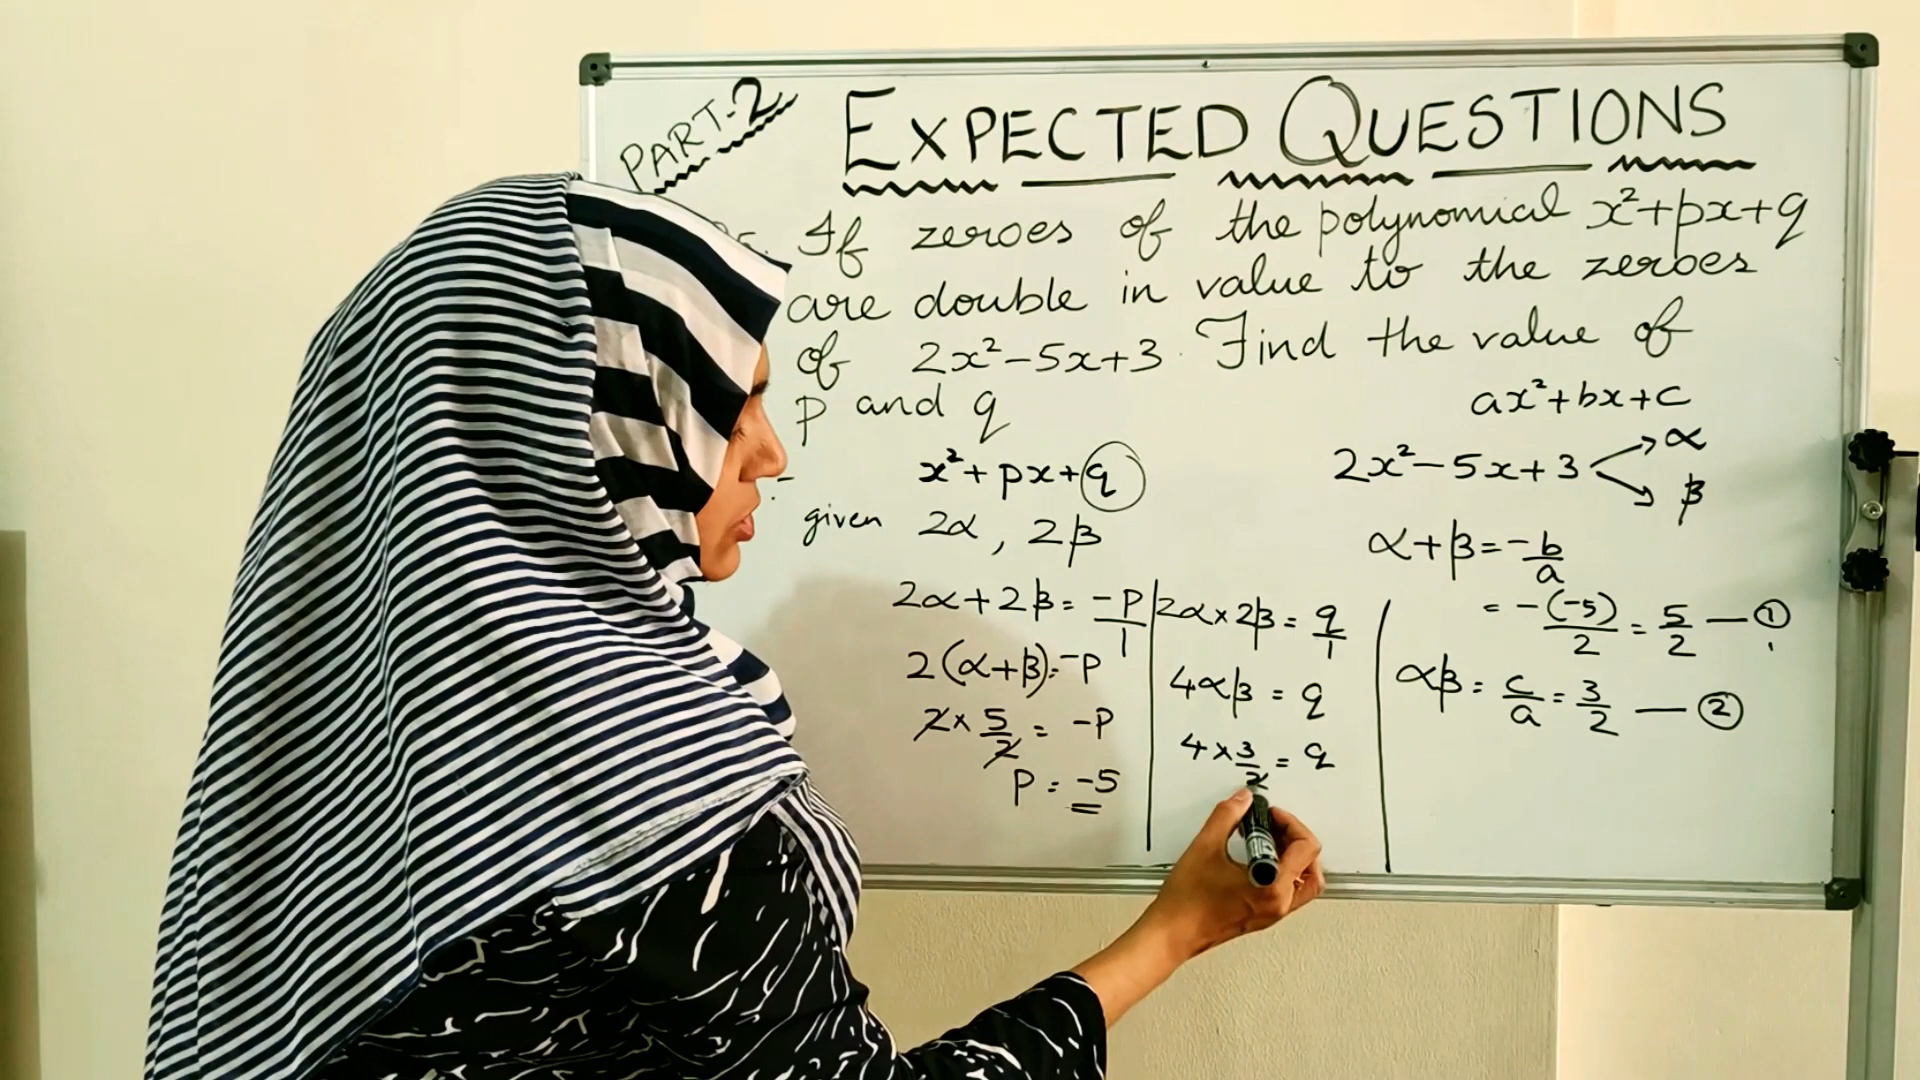 PART-2
EXPECTED QUESTIONS
If zeroes of the polynomial x²+px+q
are double in value to the zeroes
of 2x²-5x+3. Find the value of
p and q
x²+px+q
given 2α, 2β
2α+2β = -P/1
2(α+β) = -P
2×5/2 = -P
P = -5
2α×2β = q/1
4αβ = q
4×3/2 = q
ax²+bx+c
2x²-5x+3 → α
→ β
α+β = -b/a
= -(-5)/2 = 5/2 — ①
αβ = c/a = 3/2 — ②